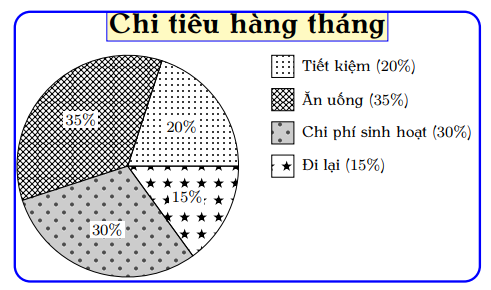 Chi tiêu hàng tháng
Tiết kiệm (20%)
Ăn uống (35%)
Chi phí sinh hoạt (30%)
Đi lại (15%)
20%
35%
15%
30%